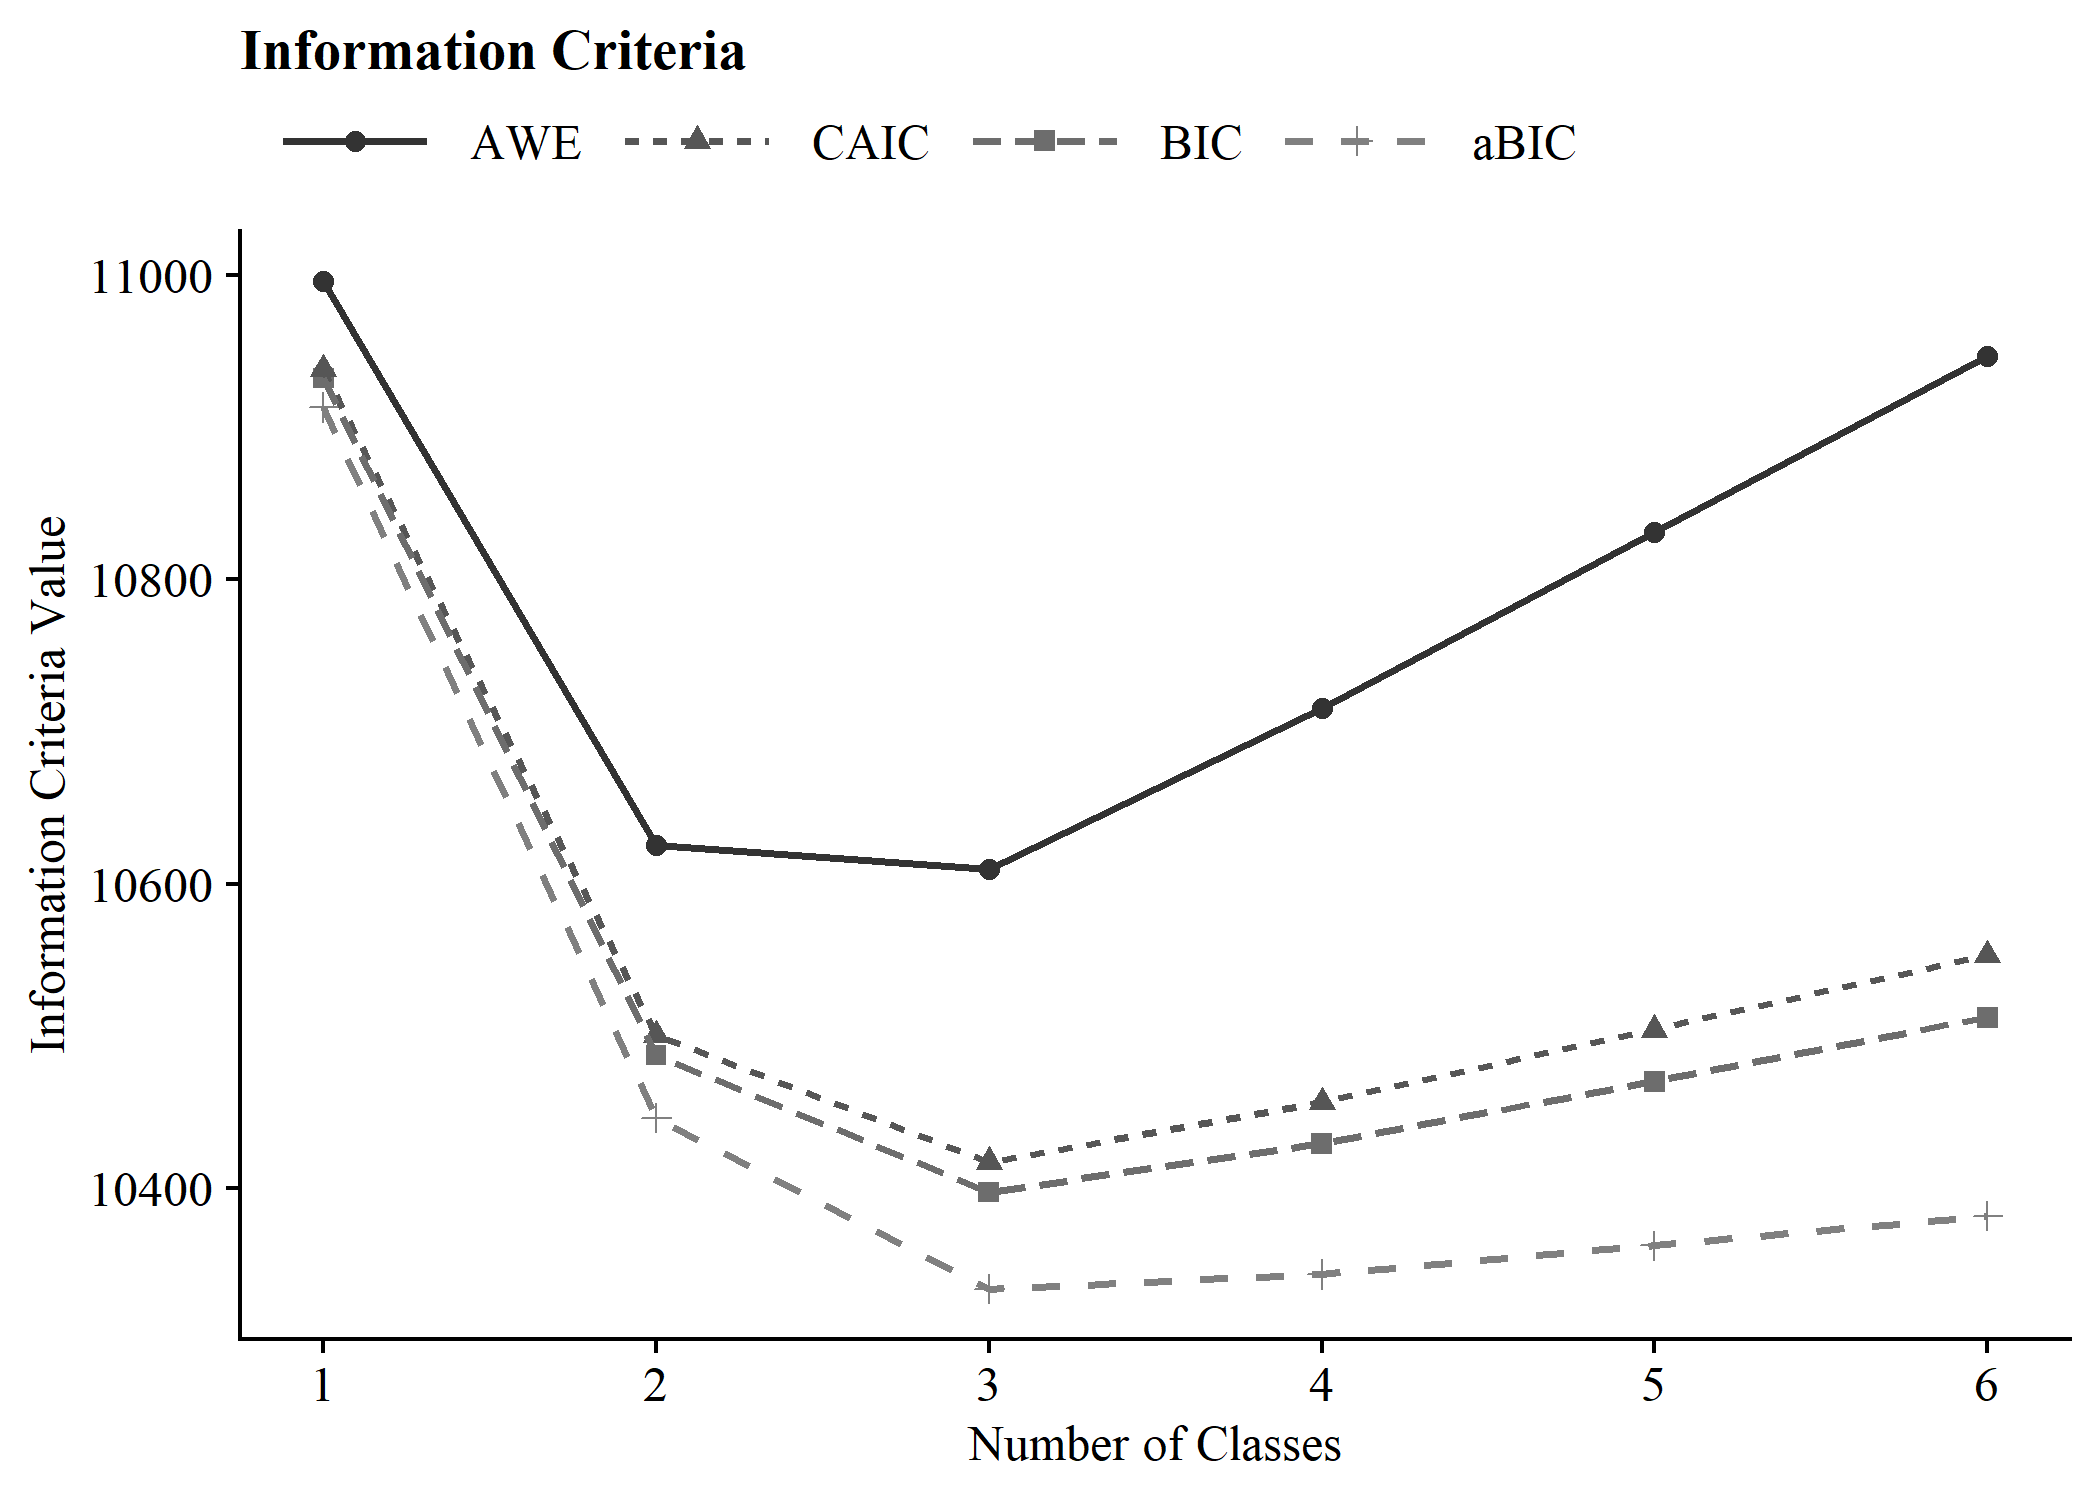 Information Criteria
AWE CAIC BIC aBIC
Information Criteria Value
11000
10800
10600
10400
1 2 3 4 5 6
Number of Classes